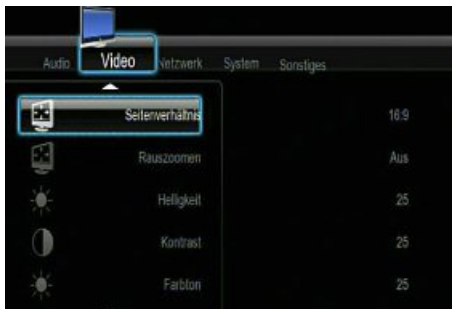 Audio Video Netzwerk System Sonstiges
Seitenverhältnis 16:9
Rauszoomen Aus
Helligkeit 25
Kontrast 25
Farbton 25